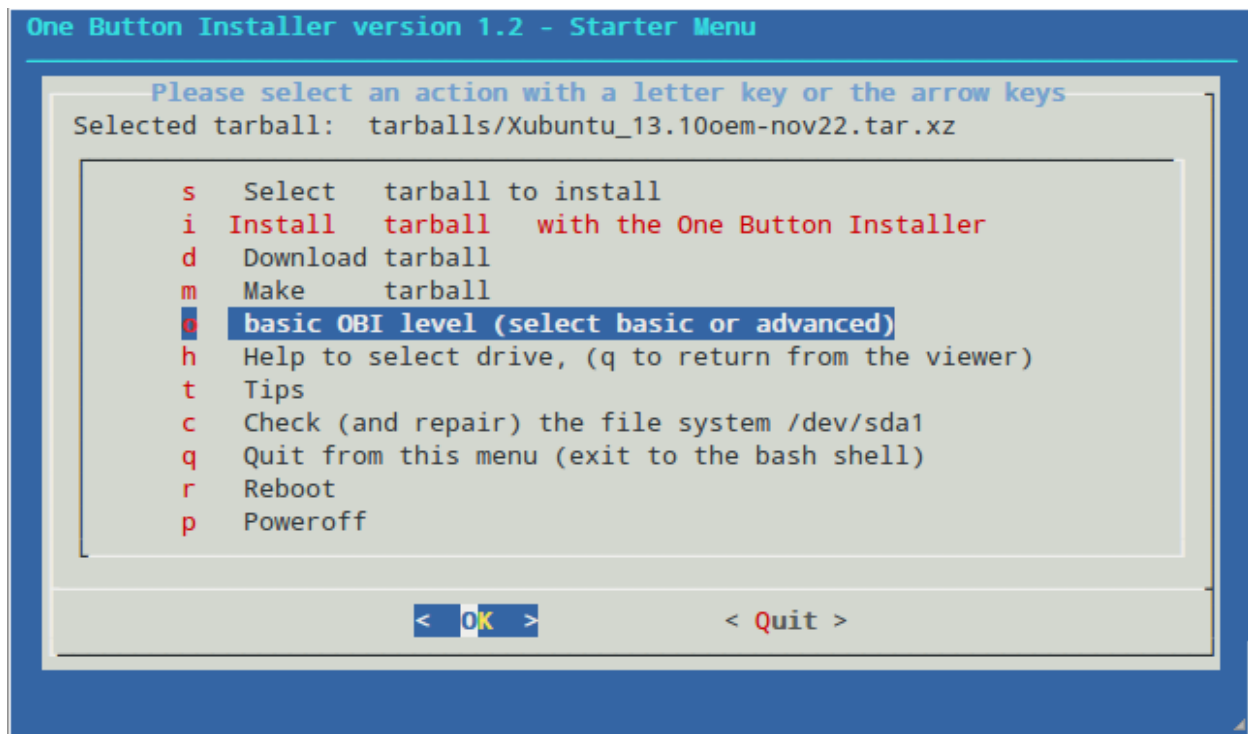 One Button Installer version 1.2 - Starter Menu
Please select an action with a letter key or the arrow keys
Selected tarball:  tarballs/Xubuntu_13.10oem-nov22.tar.xz
s   Select   tarball to install
i  Install   tarball   with the One Button Installer
d   Download tarball
m   Make     tarball
o   basic OBI level (select basic or advanced)
h   Help to select drive, (q to return from the viewer)
t   Tips
c   Check (and repair) the file system /dev/sda1
q   Quit from this menu (exit to the bash shell)
r   Reboot
p   Poweroff
<  OK  >            < Quit >